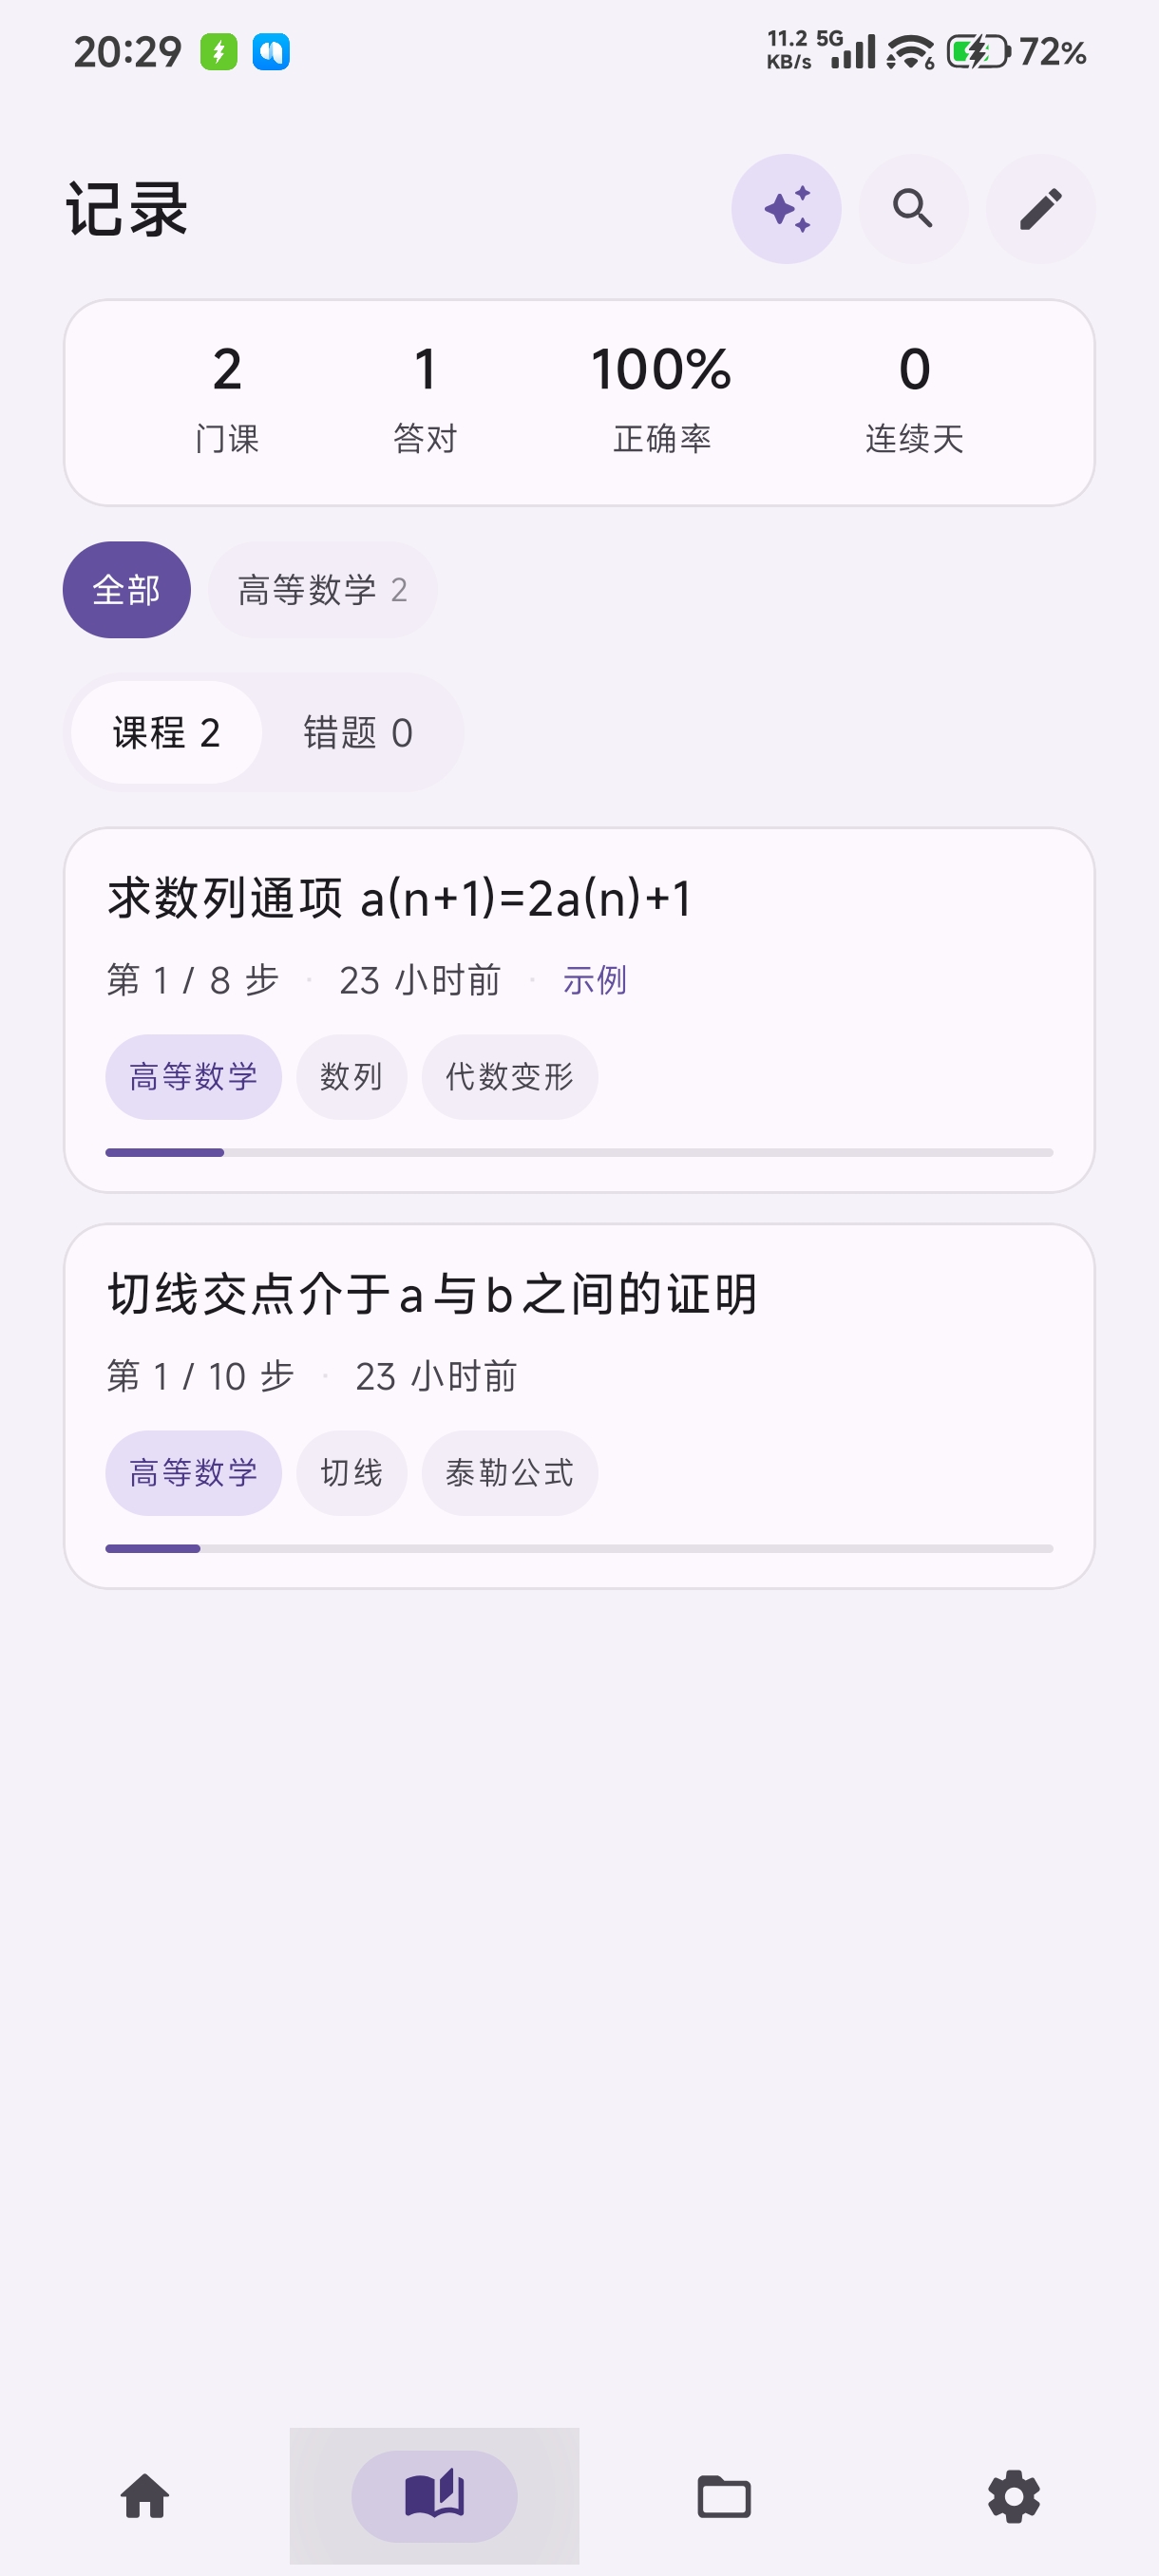 20:29 11.2 KB/s 5G 6 72%
记录
2 1 100% 0
门课 答对 正确率 连续天
全部 高等数学 2
课程 2 错题 0
求数列通项 a(n+1)=2a(n)+1
第 1 / 8 步 · 23 小时前 · 示例
高等数学 数列 代数变形
切线交点介于a与b之间的证明
第 1 / 10 步 · 23 小时前
高等数学 切线 泰勒公式